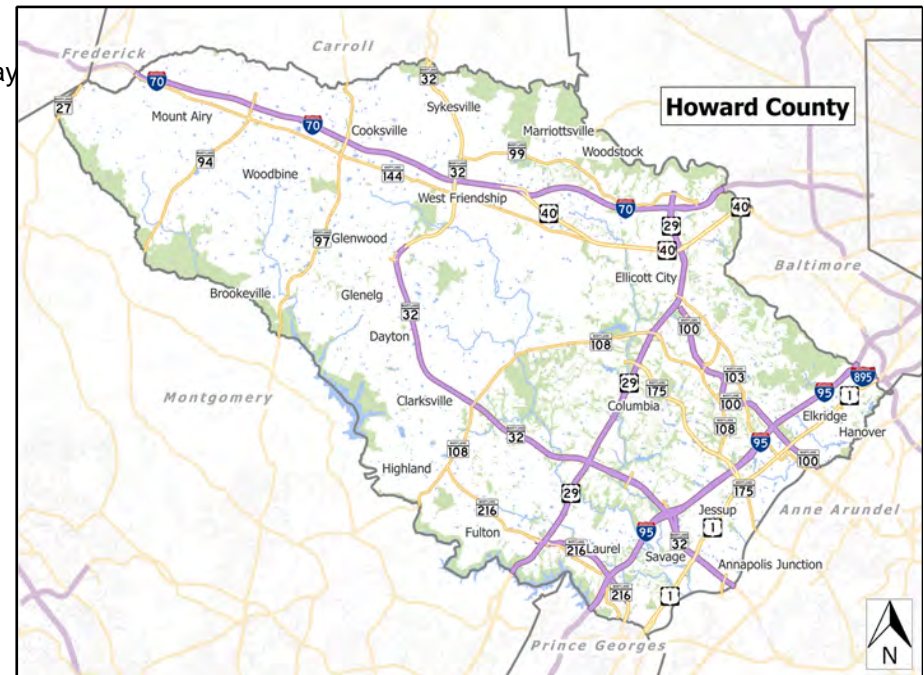 Frederick
Carroll
ay
32
70
27
Mount Airy
70
Cooksville
Sykesville
Howard County
Marriottsville
99
Woodstock
94
Woodbine
144
32
West Friendship
40
70
29
40
40
97
Glenwood
Ellicott City
Baltimore
Brookeville
Glenelg
32
Dayton
108
100
Montgomery
Clarksville
29
175
Columbia
103
100
108
95
895
1
Elkridge
Hanover
32
95
100
108
Highland
175
29
216
Fulton
Jessup
1
Anne Arundel
95
216
Laurel
Savage
32
Annapolis Junction
216
1
Prince Georges
N
MARYLAND